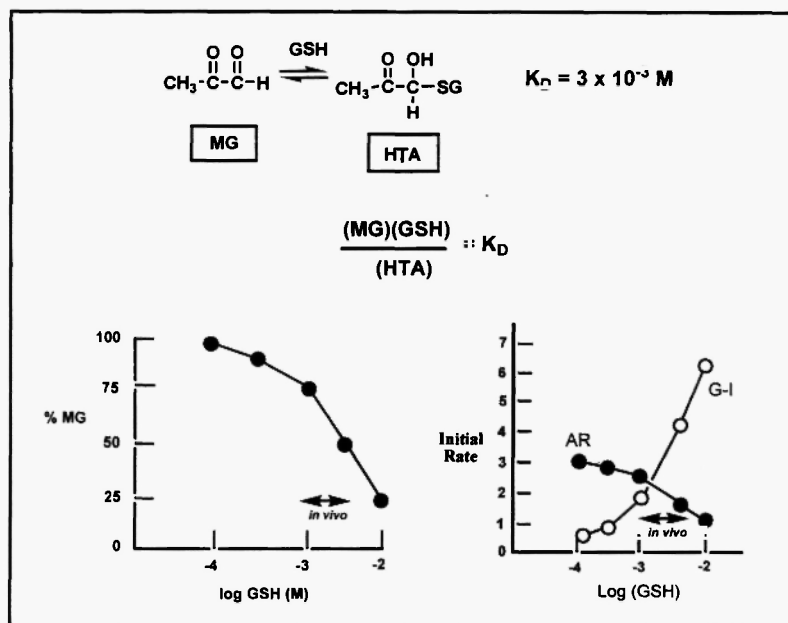 GSH
O O
CH₃-C-C-H
O OH
CH₃-C-C-SG
H
K_D = 3 x 10⁻³ M
MG
HTA
(MG)(GSH)
(HTA)
= K_D
100
75
% MG
50
25
0
in vivo
-4
-3
-2
log GSH (M)
7
6
5
4
3
2
1
0
Initial
Rate
AR
G-I
in vivo
-4
-3
-2
Log (GSH)